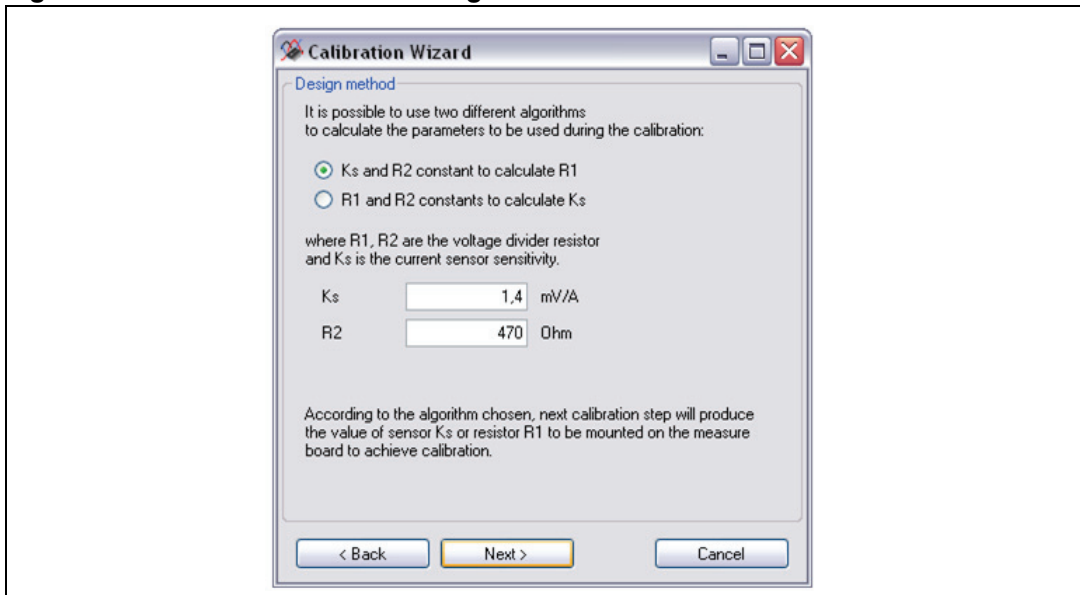 Calibration Wizard
Design method
It is possible to use two different algorithms
to calculate the parameters to be used during the calibration:
Ks and R2 constant to calculate R1
R1 and R2 constants to calculate Ks
where R1, R2 are the voltage divider resistor
and Ks is the current sensor sensitivity.
Ks 1,4 mV/A
R2 470 Ohm
According to the algorithm chosen, next calibration step will produce
the value of sensor Ks or resistor R1 to be mounted on the measure
board to achieve calibration.
< Back Next > Cancel